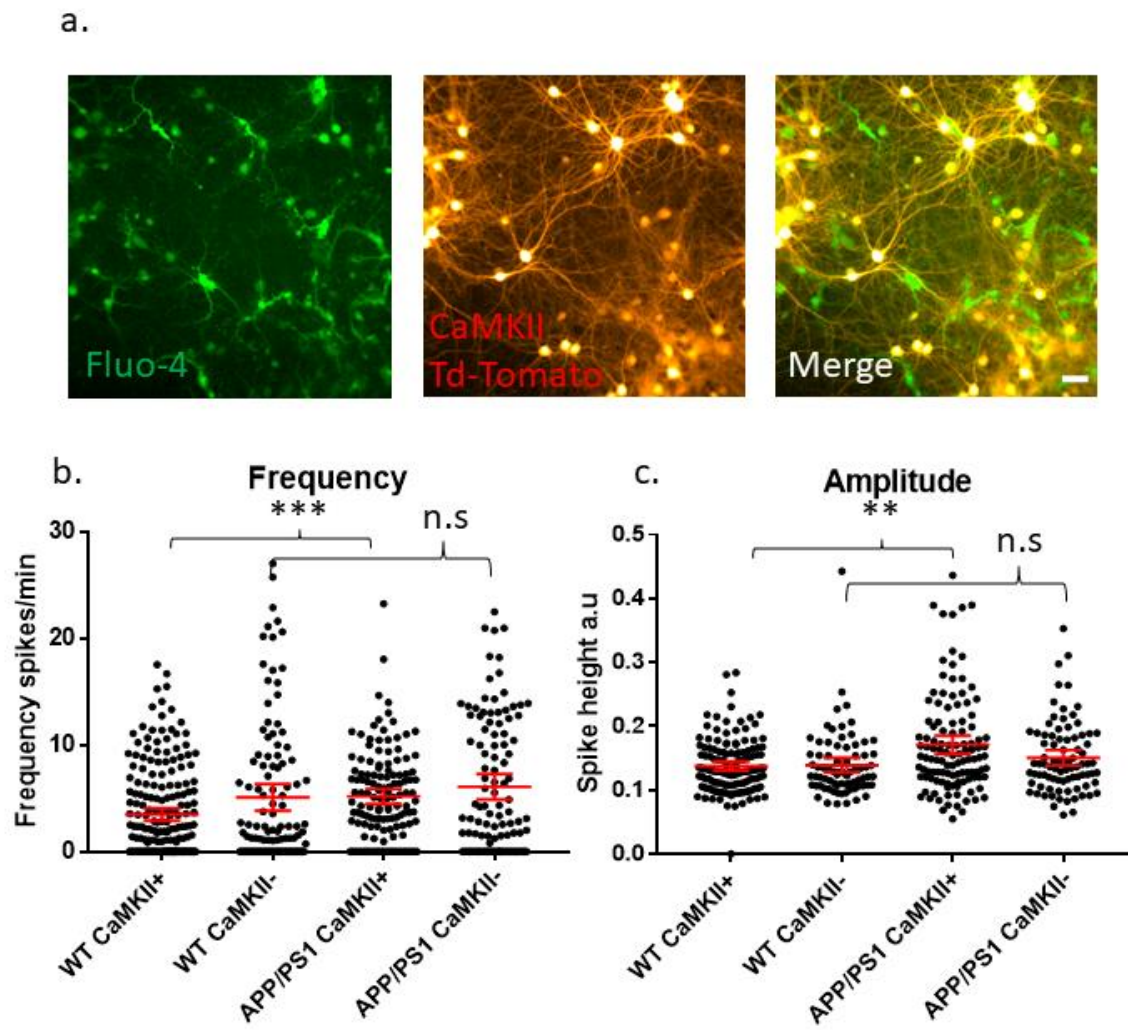 a.
Fluo-4
CaMKII
Td-Tomato
Merge
b.
Frequency
***
n.s
30
20
10
0
Frequency spikes/min
WT CaMKII+
WT CaMKII-
APP/PS1 CaMKII+
APP/PS1 CaMKII-
c.
Amplitude
**
n.s
0.5
0.4
0.3
0.2
0.1
0.0
Spike height a.u
WT CaMKII+
WT CaMKII-
APP/PS1 CaMKII+
APP/PS1 CaMKII-